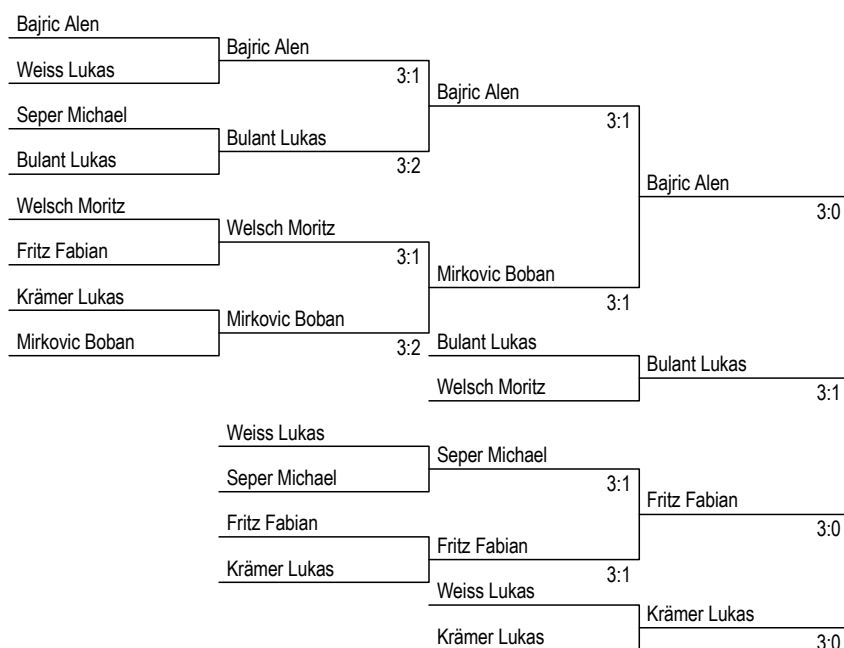 Bajric Alen
Bajric Alen
Weiss Lukas
3:1
Bajric Alen
Seper Michael
3:1
Bulant Lukas
Bulant Lukas
3:2
Bajric Alen
Welsch Moritz
3:0
Welsch Moritz
Fritz Fabian
3:1
Mirkovic Boban
Krämer Lukas
3:1
Mirkovic Boban
Mirkovic Boban
3:2
Bulant Lukas
Bulant Lukas
Welsch Moritz
3:1
Weiss Lukas
Seper Michael
Seper Michael
3:1
Fritz Fabian
Fritz Fabian
3:0
Fritz Fabian
Krämer Lukas
3:1
Weiss Lukas
Krämer Lukas
Krämer Lukas
3:0